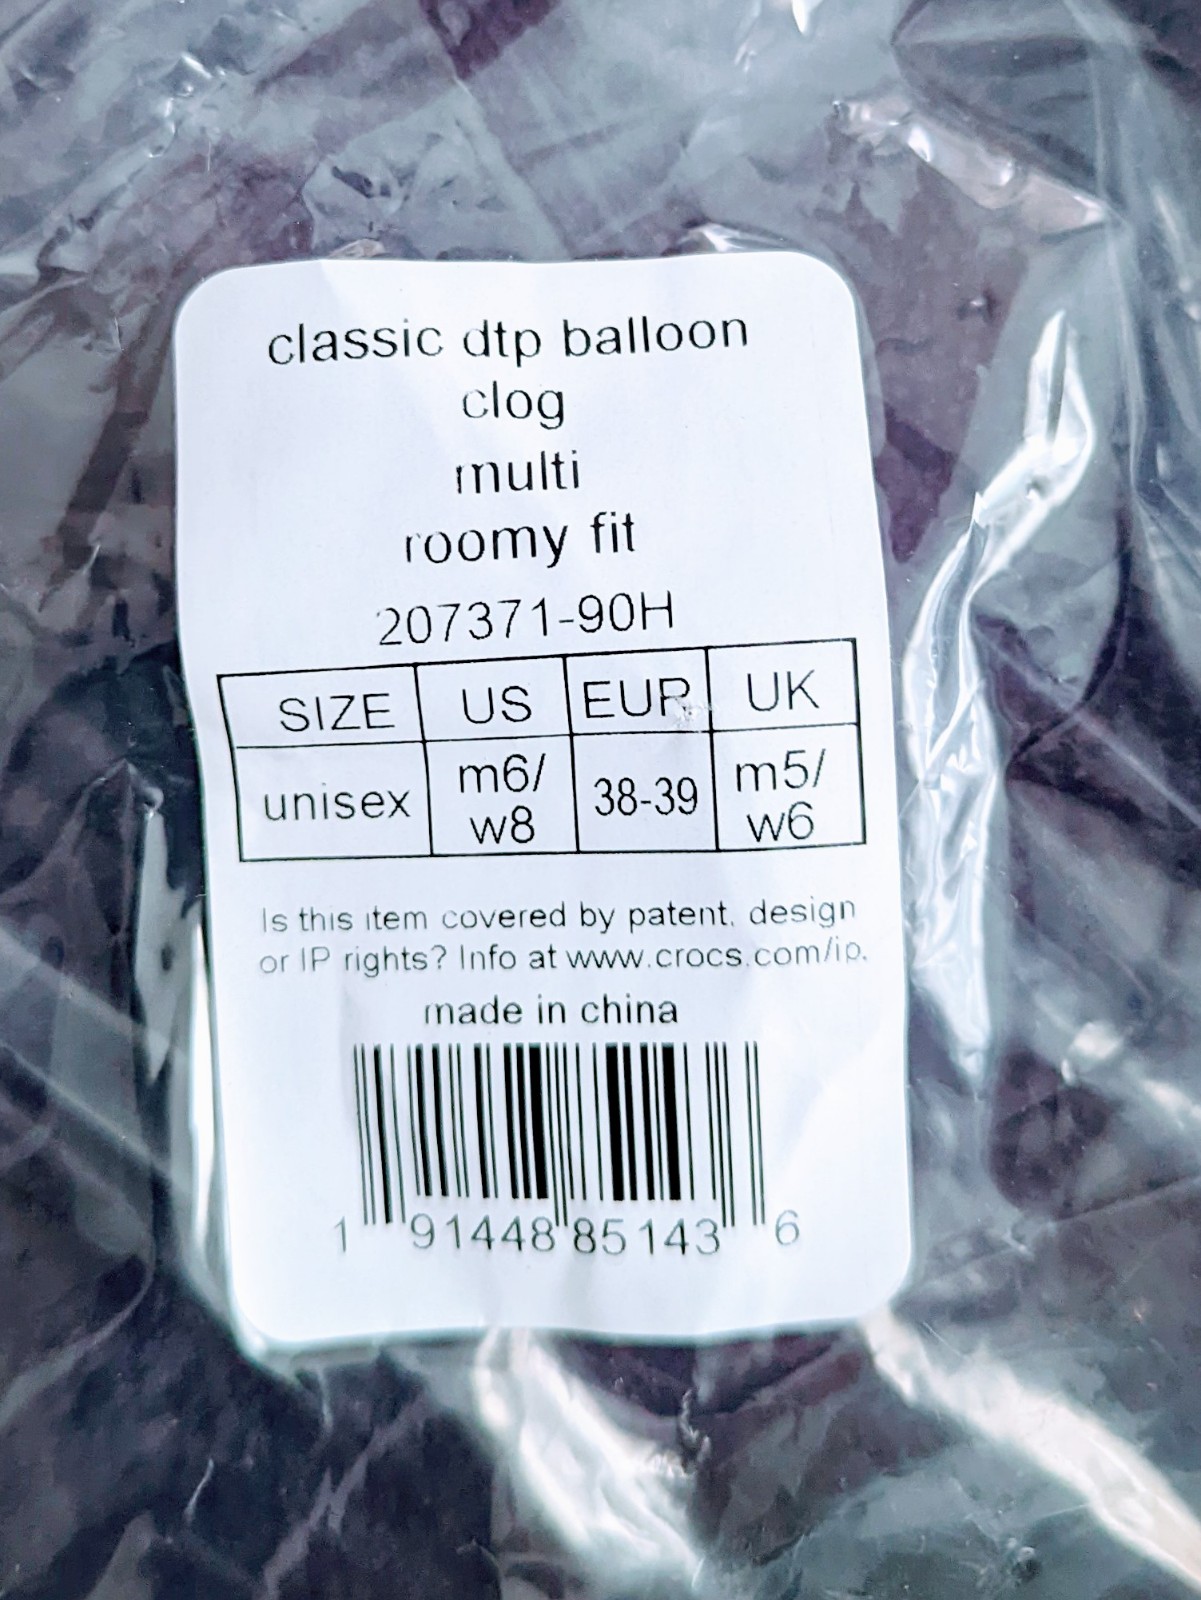 classic dtp balloon
clog
multi
roomy fit
207371-90H
SIZE US EUR UK
unisex m6/ w8 38-39 m5/ w6
Is this item covered by patent, design
or IP rights? Info at www.crocs.com/ip.
made in china
1 91448 85143 6